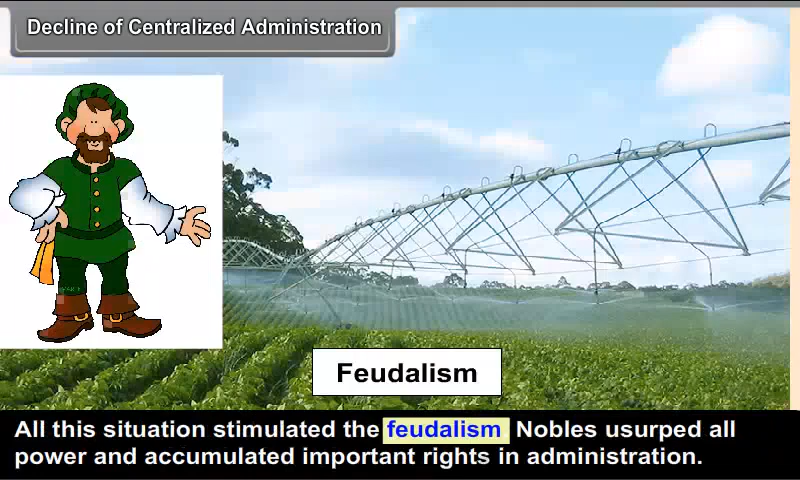 Decline of Centralized Administration
Feudalism
All this situation stimulated the feudalism Nobles usurped all
power and accumulated important rights in administration.